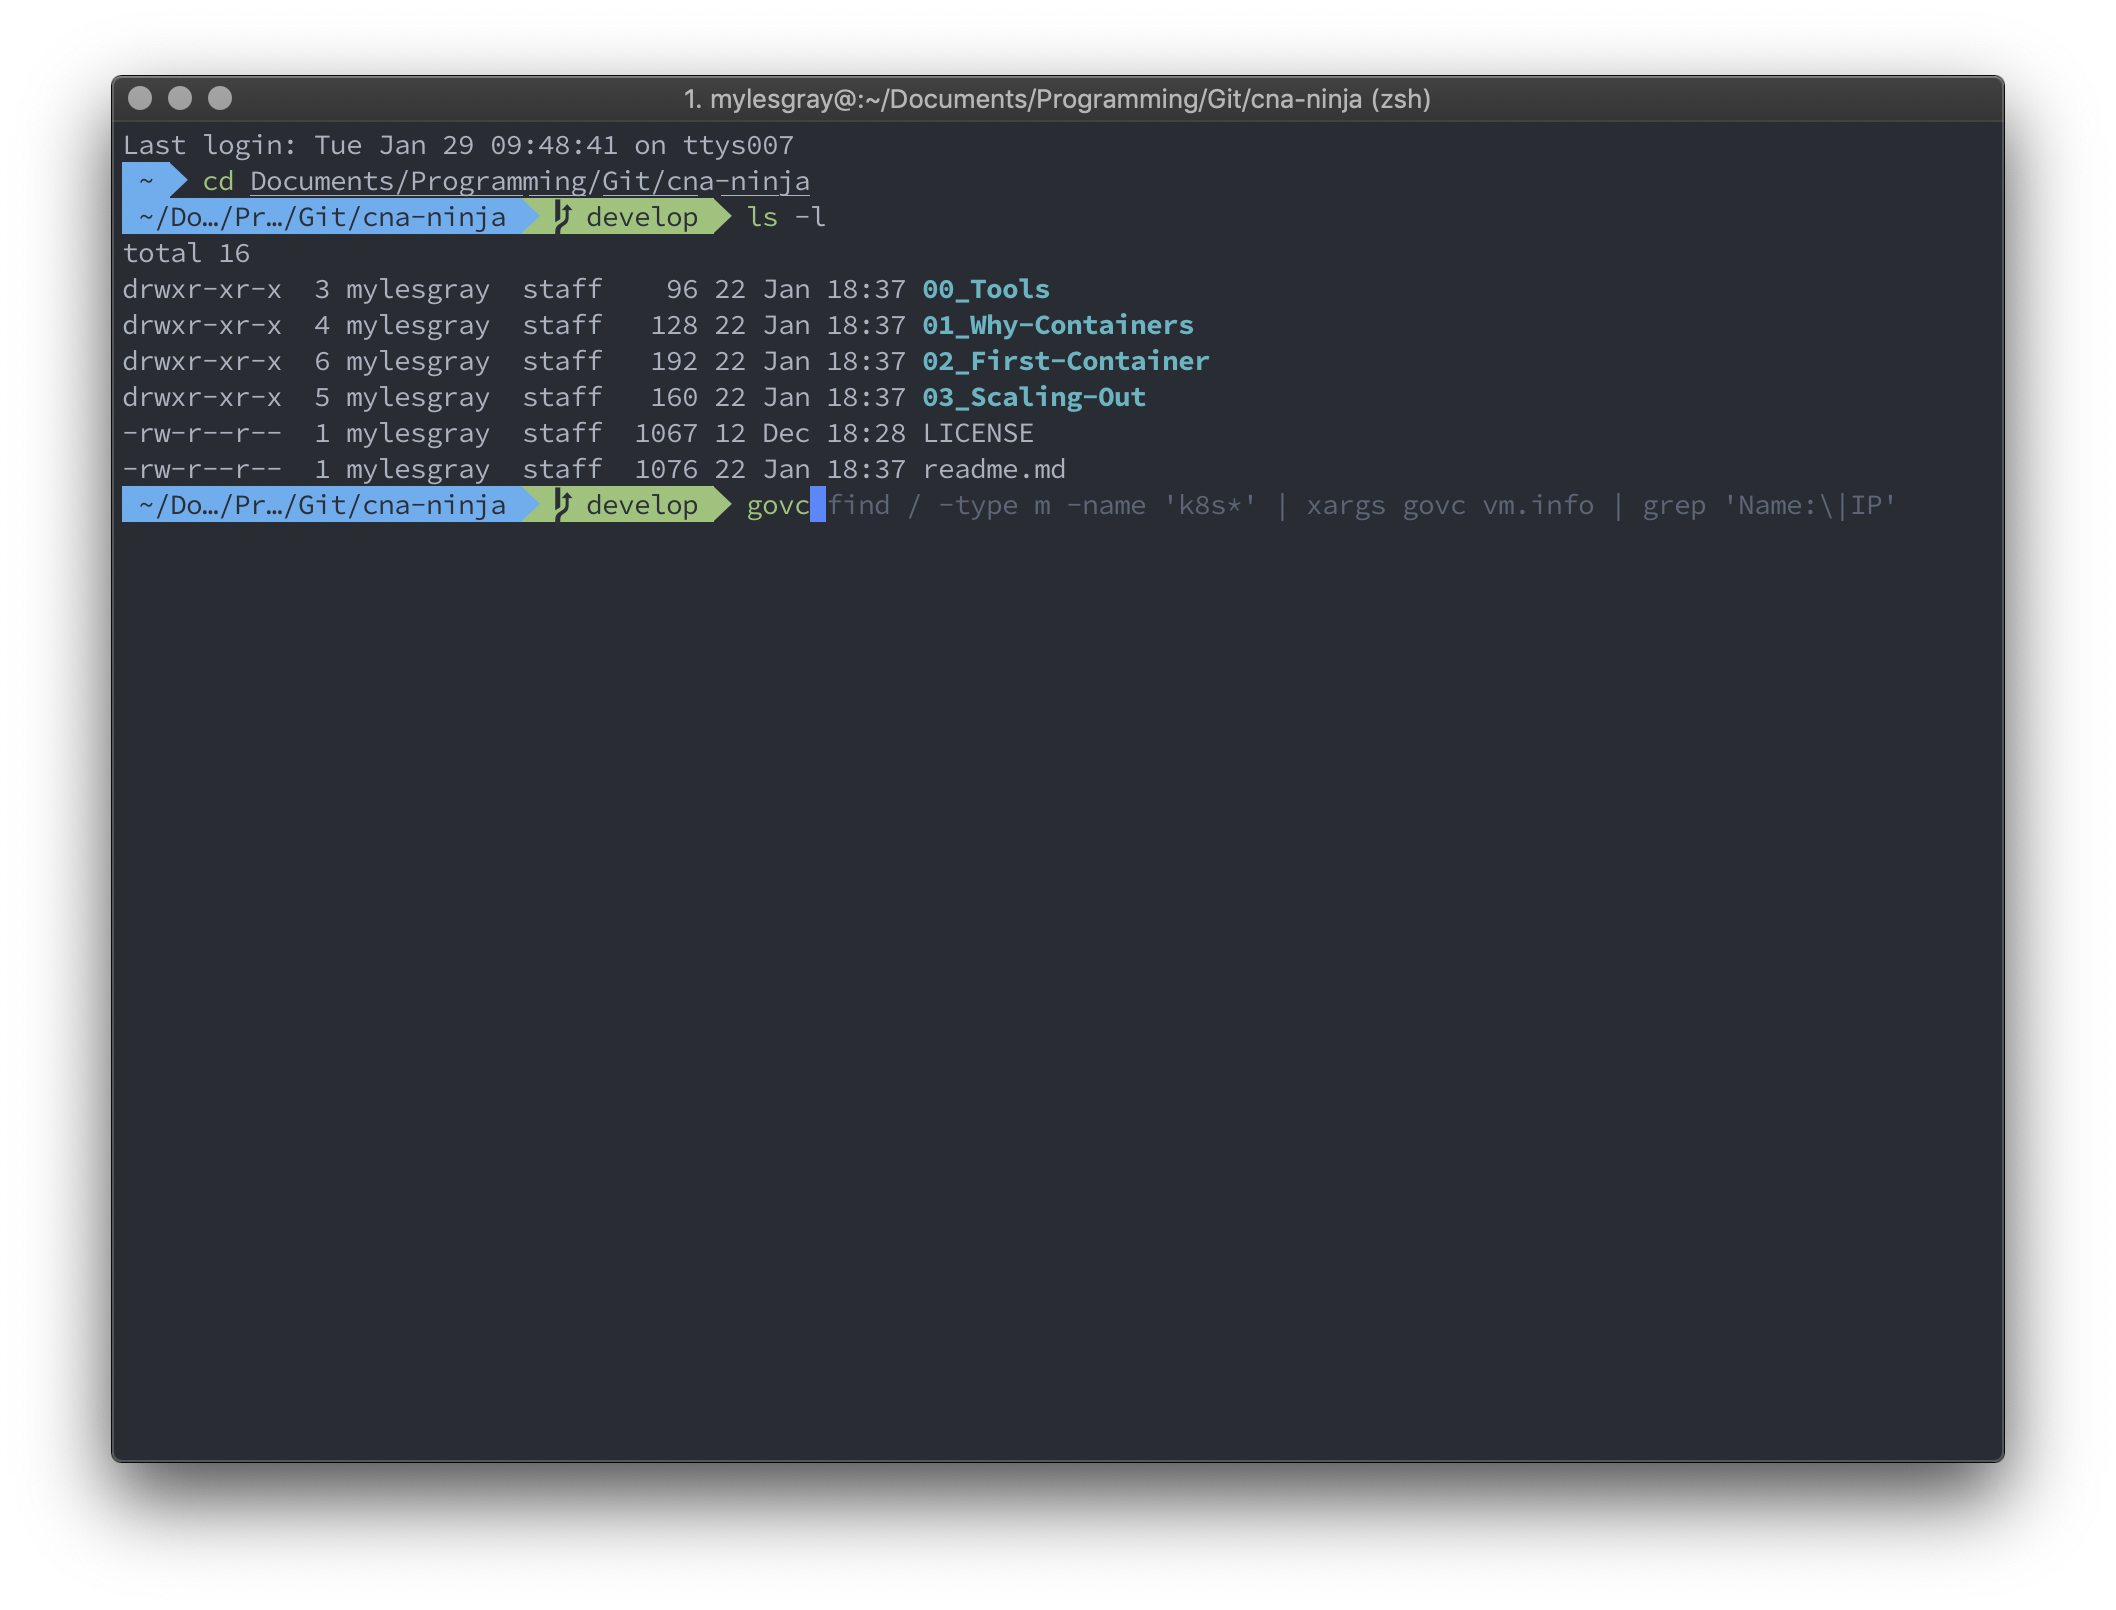 1. mylesgray@:~/Documents/Programming/Git/cna-ninja (zsh)
Last login: Tue Jan 29 09:48:41 on ttys007
~ cd Documents/Programming/Git/cna-ninja
~/Do…/Pr…/Git/cna-ninja develop ls -l
total 16
drwxr-xr-x  3 mylesgray  staff    96 22 Jan 18:37 00_Tools
drwxr-xr-x  4 mylesgray  staff   128 22 Jan 18:37 01_Why-Containers
drwxr-xr-x  6 mylesgray  staff   192 22 Jan 18:37 02_First-Container
drwxr-xr-x  5 mylesgray  staff   160 22 Jan 18:37 03_Scaling-Out
-rw-r--r--  1 mylesgray  staff  1067 12 Dec 18:28 LICENSE
-rw-r--r--  1 mylesgray  staff  1076 22 Jan 18:37 readme.md
~/Do…/Pr…/Git/cna-ninja develop govc find / -type m -name 'k8s*' | xargs govc vm.info | grep 'Name:\|IP'